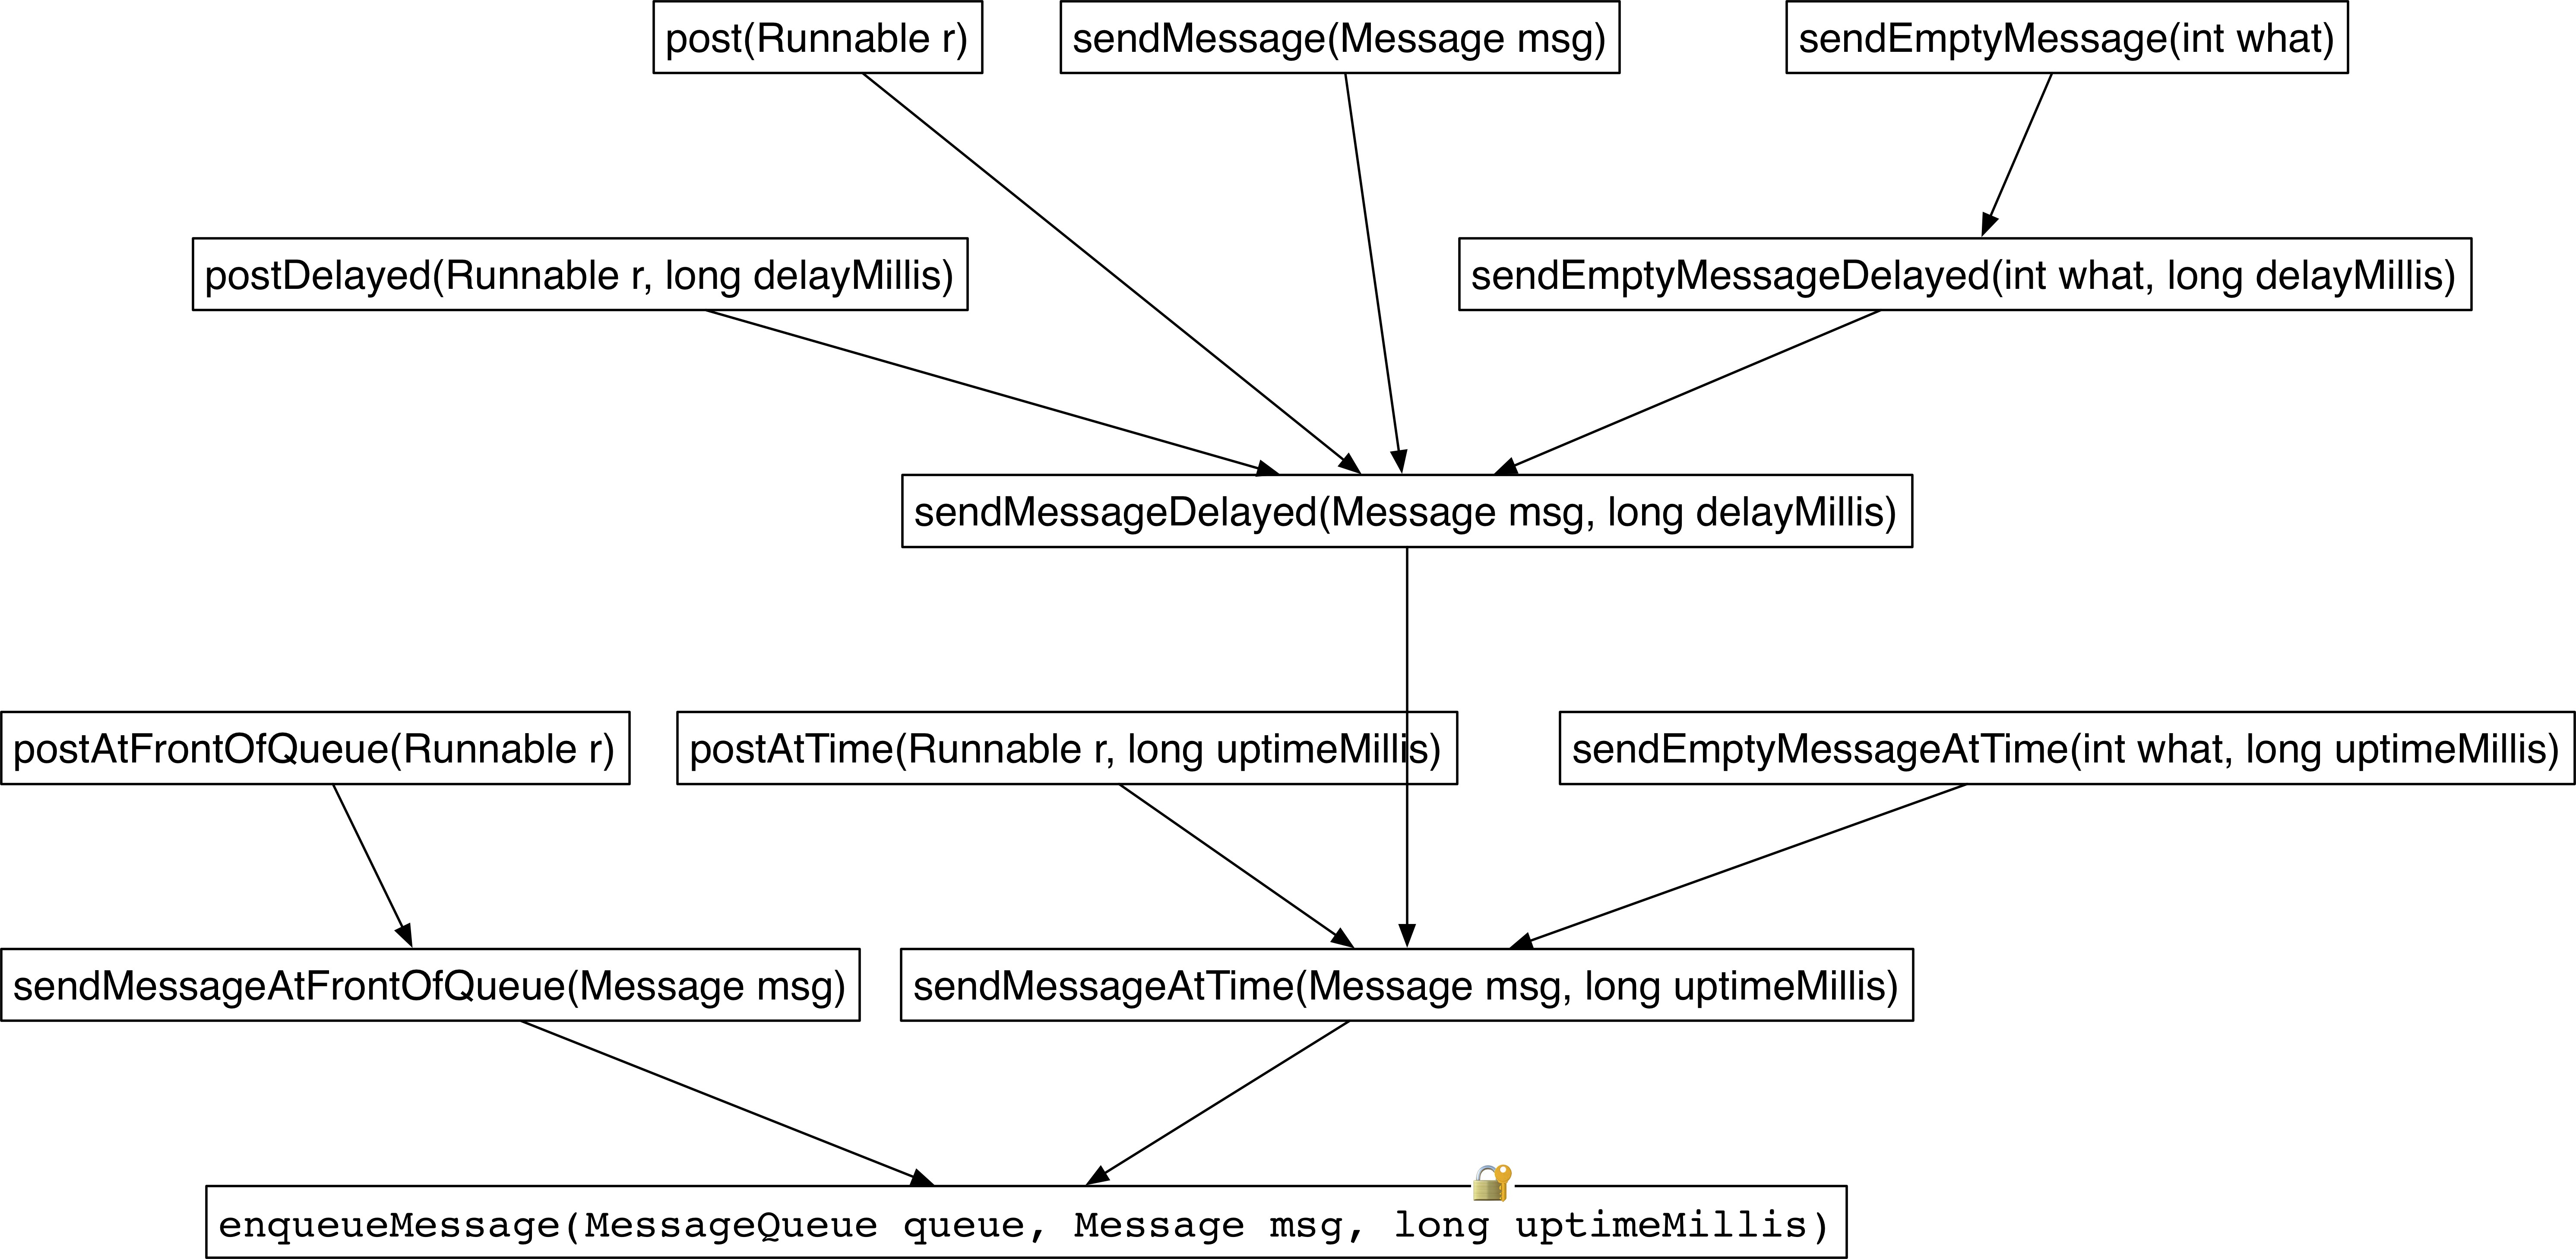 post(Runnable r)
sendMessage(Message msg)
sendEmptyMessage(int what)
postDelayed(Runnable r, long delayMillis)
sendEmptyMessageDelayed(int what, long delayMillis)
sendMessageDelayed(Message msg, long delayMillis)
postAtFrontOfQueue(Runnable r)
postAtTime(Runnable r, long uptimeMillis)
sendEmptyMessageAtTime(int what, long uptimeMillis)
sendMessageAtFrontOfQueue(Message msg)
sendMessageAtTime(Message msg, long uptimeMillis)
enqueueMessage(MessageQueue queue, Message msg, long uptimeMillis)